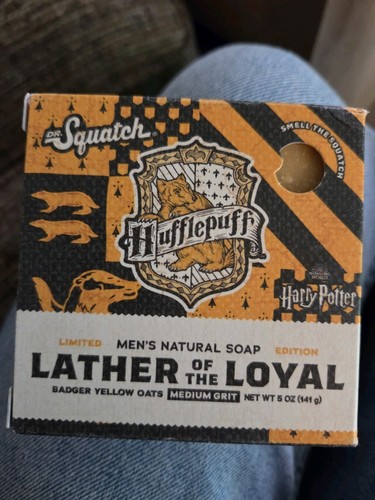 DR. Squatch®
SMELL THE SQUATCH
Hufflepuff
Harry Potter
LIMITED MEN'S NATURAL SOAP EDITION
LATHER OF THE LOYAL
BADGER YELLOW OATS MEDIUM GRIT NET WT 5 OZ (141 g)